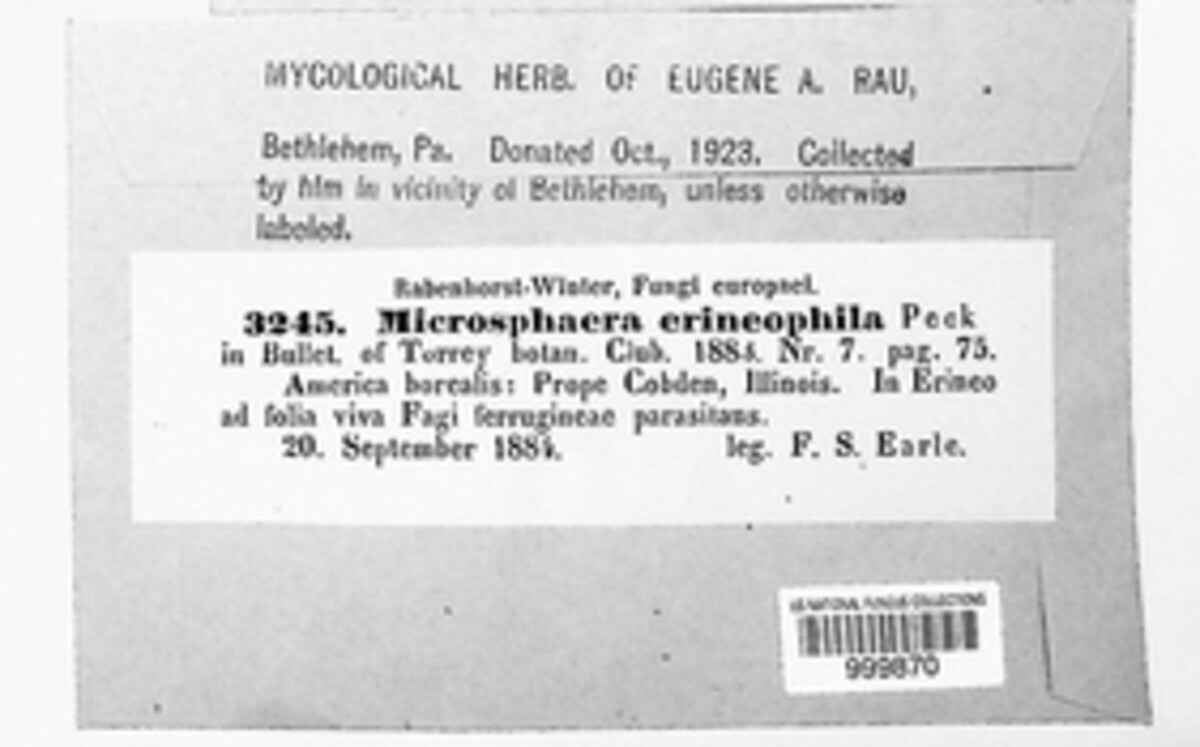 MYCOLOGICAL HERB. OF EUGENE A. RAU,
Bethlehem, Pa. Donated Oct., 1923. Collected
by him in vicinity of Bethlehem, unless otherwise
labeled.
Rabenhorst-Winter, Fungi europaei.
3245. Microsphaera erineophila Peck
in Bullet. of Torrey botan. Club. 1884. Nr. 7. pag. 75.
America borealis: Prope Cobden, Illinois. In Erineo
ad folia viva Fagi ferrugineae parasitans.
20. September 1884. leg. F. S. Earle.
US NATIONAL FUNGUS COLLECTIONS
999870